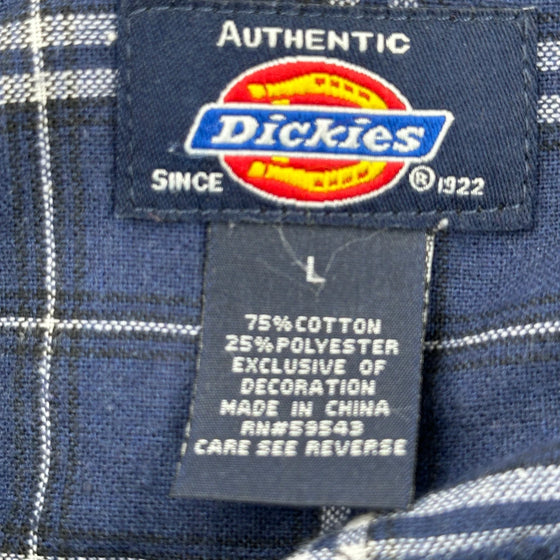 AUTHENTIC
Dickies
SINCE ® 1922
L
75% COTTON
25% POLYESTER
EXCLUSIVE OF
DECORATION
MADE IN CHINA
RN#59543
CARE SEE REVERSE